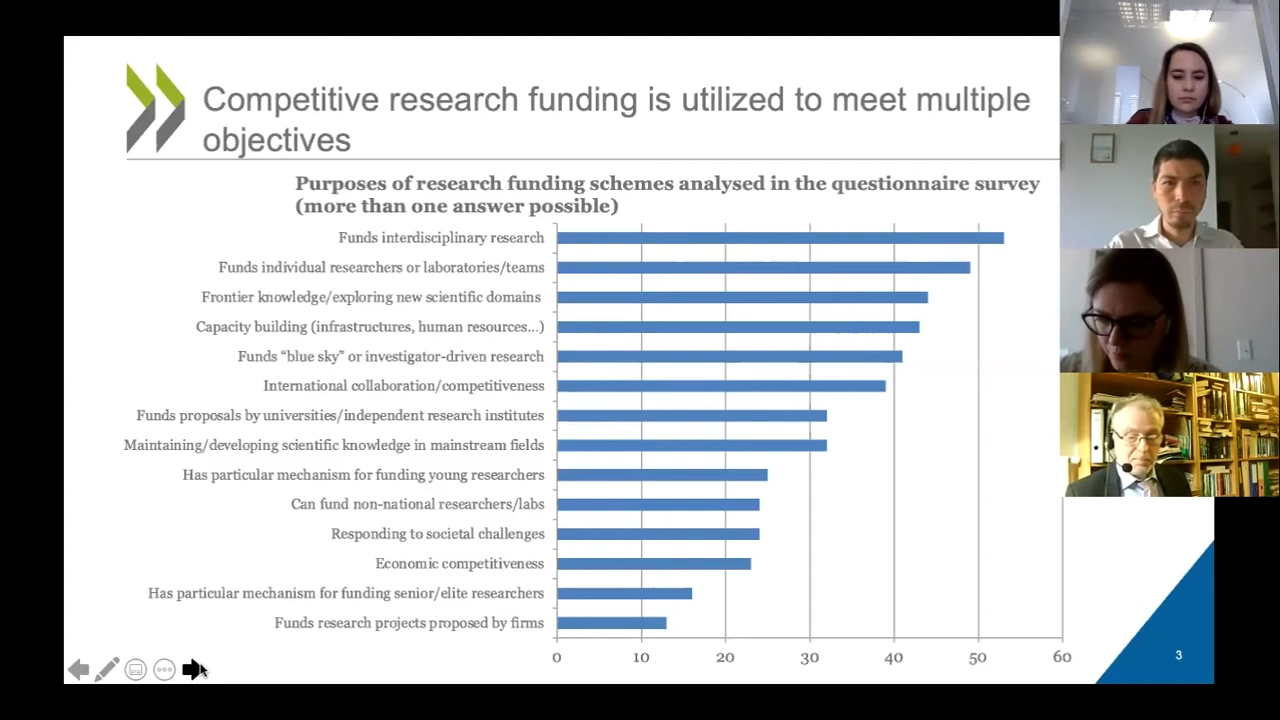 Competitive research funding is utilized to meet multiple
objectives
Purposes of research funding schemes analysed in the questionnaire survey
(more than one answer possible)
Funds interdisciplinary research
Funds individual researchers or laboratories/teams
Frontier knowledge/exploring new scientific domains
Capacity building (infrastructures, human resources...)
Funds “blue sky” or investigator-driven research
International collaboration/competitiveness
Funds proposals by universities/independent research institutes
Maintaining/developing scientific knowledge in mainstream fields
Has particular mechanism for funding young researchers
Can fund non-national researchers/labs
Responding to societal challenges
Economic competitiveness
Has particular mechanism for funding senior/elite researchers
Funds research projects proposed by firms
0 10 20 30 40 50 60
3